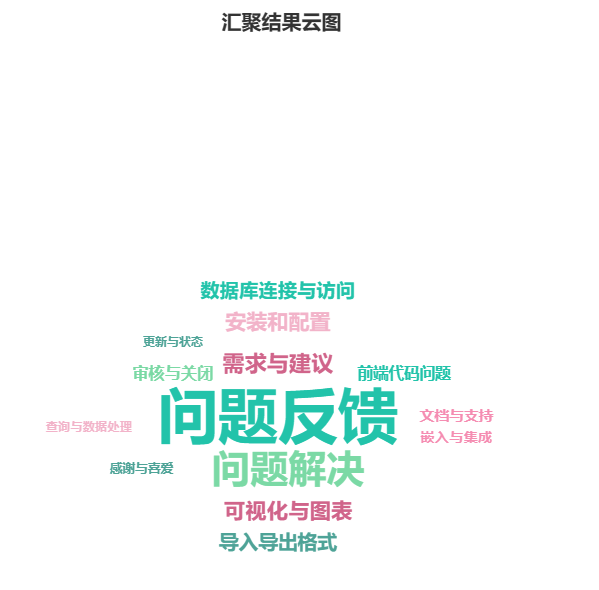 汇聚结果云图
数据库连接与访问
安装和配置
更新与状态
需求与建议
审核与关闭
前端代码问题
问题反馈
文档与支持
查询与数据处理
嵌入与集成
感谢与喜爱
问题解决
可视化与图表
导入导出格式